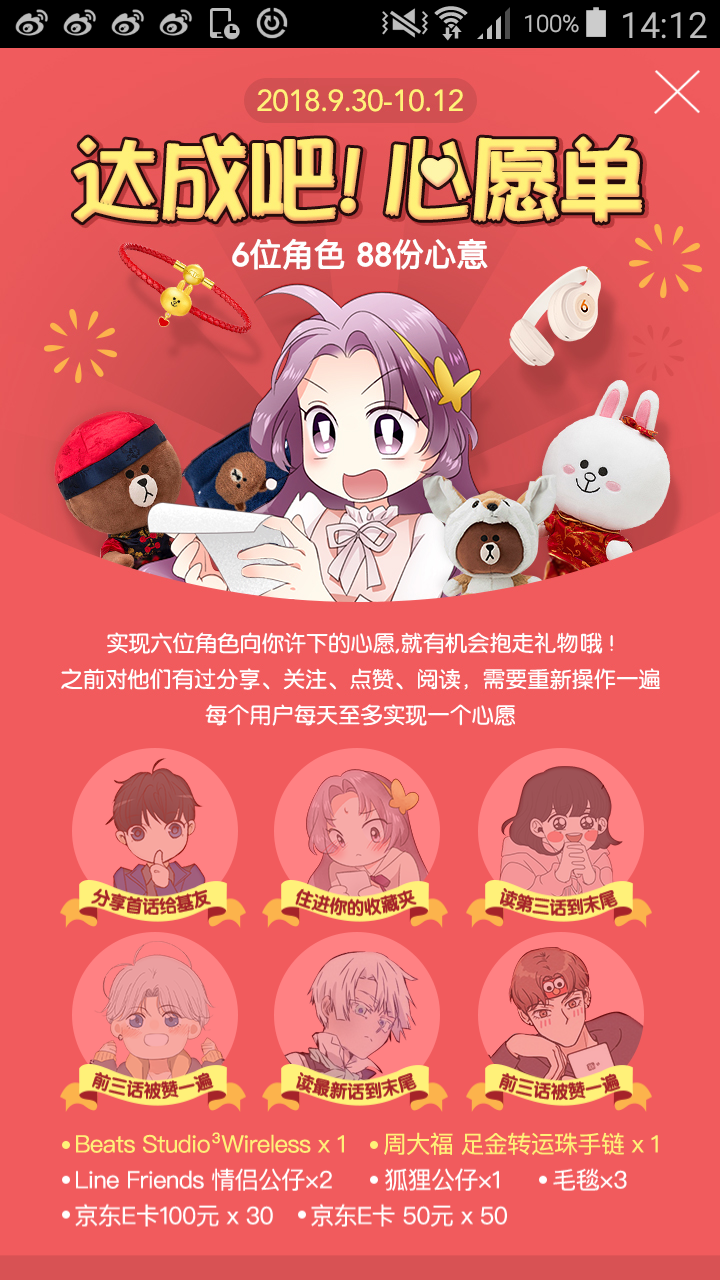 100% 14:12
2018.9.30-10.12
达成吧!心愿单
6位角色 88份心意
实现六位角色向你许下的心愿,就有机会抱走礼物哦!
之前对他们有过分享、关注、点赞、阅读，需要重新操作一遍
每个用户每天至多实现一个心愿
分享首话给基友 住进你的收藏夹 读第三话到末尾
前三话被赞一遍 读最新话到末尾 前三话被赞一遍
•Beats Studio³Wireless x 1 •周大福 足金转运珠手链 x 1
•Line Friends 情侣公仔×2 •狐狸公仔×1 •毛毯×3
•京东E卡100元 x 30 •京东E卡 50元 x 50